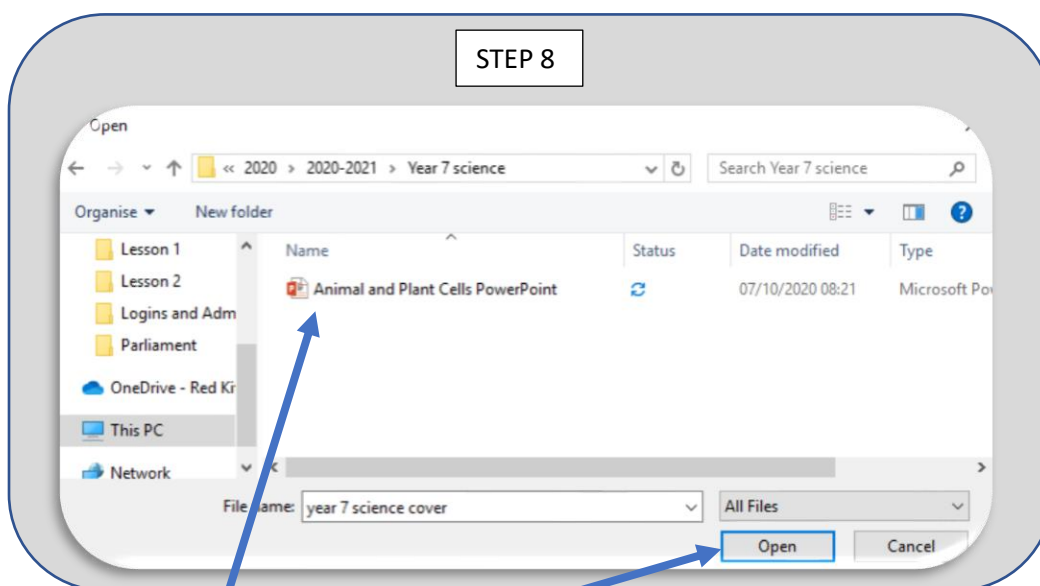 STEP 8
Open
« 2020 > 2020-2021 > Year 7 science
Search Year 7 science
Organise
New folder
Name
Status
Date modified
Type
Lesson 1
Lesson 2
Logins and Adm
Parliament
OneDrive - Red Ki
This PC
Network
Animal and Plant Cells PowerPoint
07/10/2020 08:21
Microsoft Po
File name: year 7 science cover
All Files
Open
Cancel